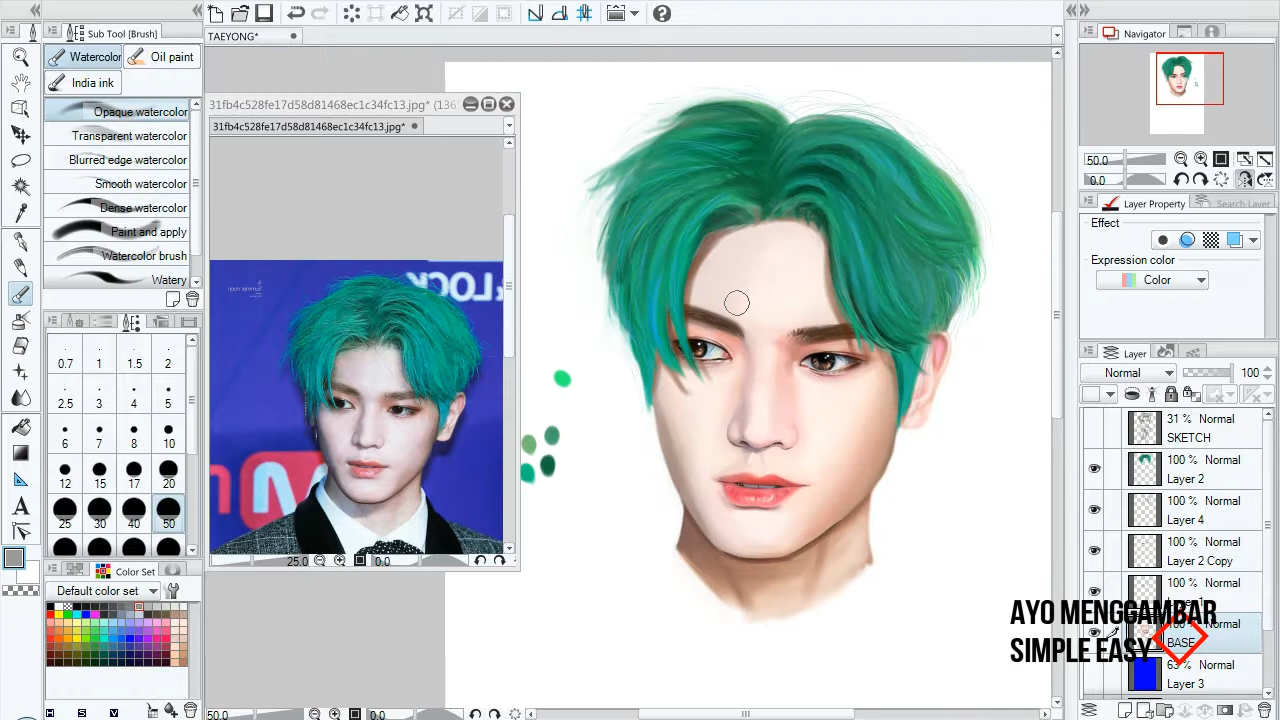 Sub Tool [Brush]
Watercolor
Oil paint
India ink
Opaque watercolor
Transparent watercolor
Blurred edge watercolor
Smooth watercolor
Dense watercolor
Paint and apply
Watercolor brush
Watery
0.7 1 1.5 2
2.5 3 4 5
6 7 8 10
12 15 17 20
25 30 40 50
Color Set
Default color set
TAEYONG*
31fb4c528fe17d58d81468ec1c34fc13.jpg* (136
31fb4c528fe17d58d81468ec1c34fc13.jpg*
25.0
0.0
50.0
0.0
Navigator
50.0
0.0
Layer Property
Search Layer
Effect
Expression color
Color
Layer
Normal
100
31 % Normal
SKETCH
100 % Normal
Layer 2
100 % Normal
Layer 4
100 % Normal
Layer 2 Copy
100 % Normal
Normal
BASE
63 % Normal
Layer 3
AYO MENGGAMBAR
SIMPLE EASY